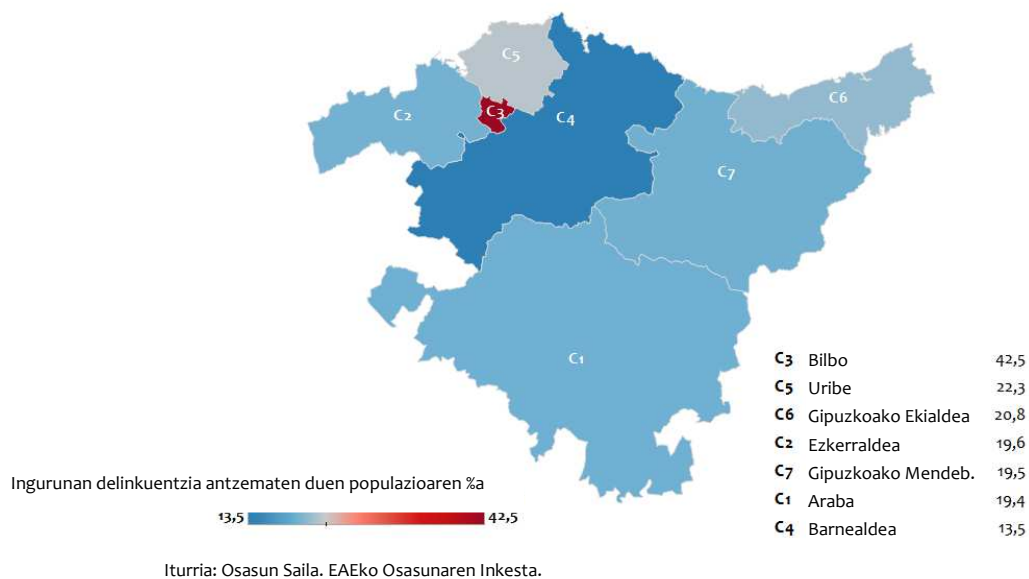 C5
C6
C3
C2
C4
C7
C1
C3 Bilbo 42,5
C5 Uribe 22,3
C6 Gipuzkoako Ekialdea 20,8
C2 Ezkerraldea 19,6
C7 Gipuzkoako Mendeb. 19,5
C1 Araba 19,4
C4 Barnealdea 13,5
Ingurunan delinkuentzia antzematen duen populazioaren %a
13,5 42,5
Iturria: Osasun Saila. EAEko Osasunaren Inkesta.